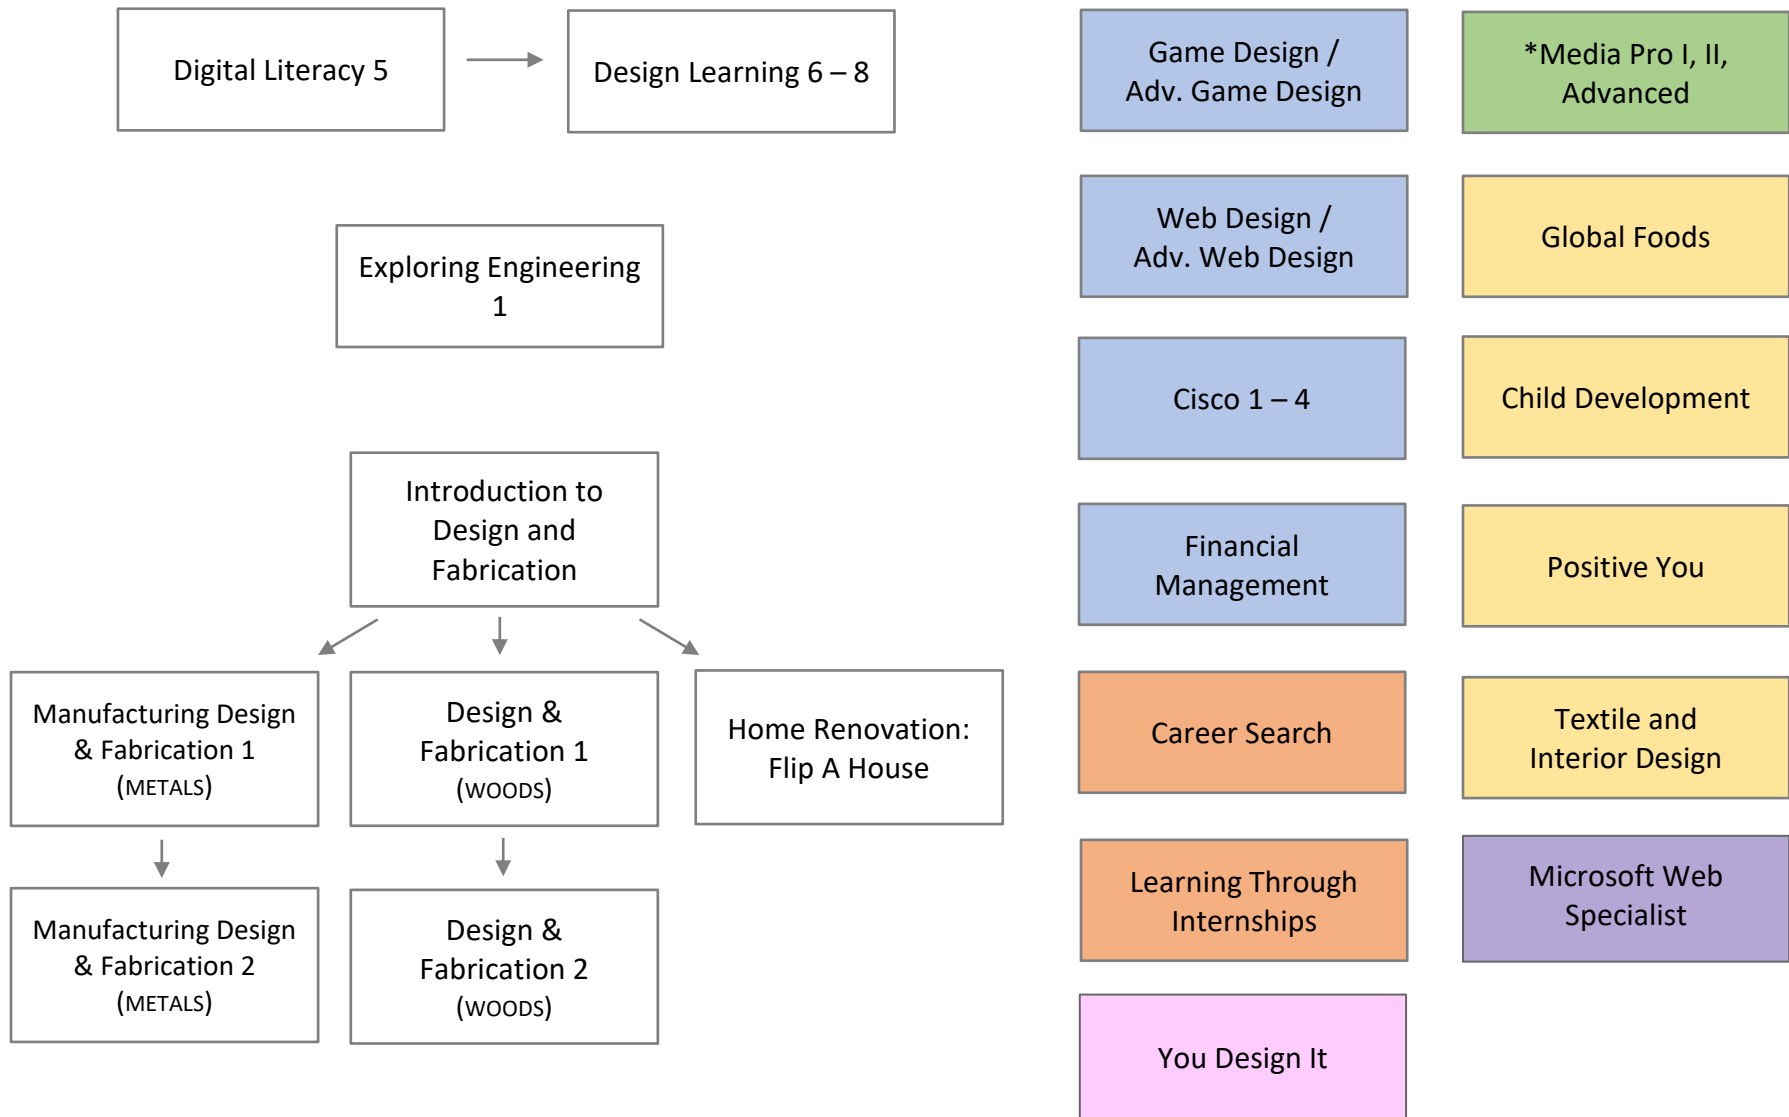 Digital Literacy 5
Design Learning 6 – 8
Exploring Engineering
1
Introduction to
Design and
Fabrication
Manufacturing Design
& Fabrication 1
(METALS)
Design &
Fabrication 1
(WOODS)
Home Renovation:
Flip A House
Manufacturing Design
& Fabrication 2
(METALS)
Design &
Fabrication 2
(WOODS)
Game Design /
Adv. Game Design
*Media Pro I, II,
Advanced
Web Design /
Adv. Web Design
Global Foods
Cisco 1 – 4
Child Development
Financial
Management
Positive You
Career Search
Textile and
Interior Design
Learning Through
Internships
Microsoft Web
Specialist
You Design It